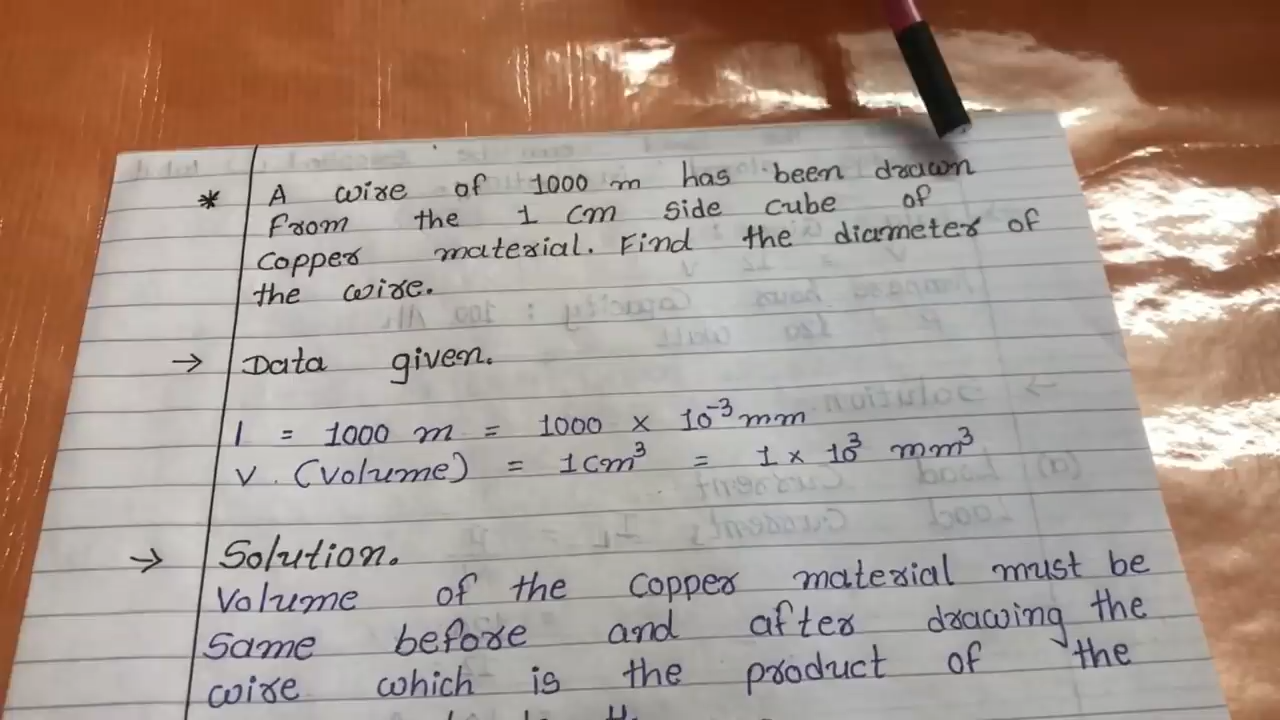 * A wire of 1000 m has been drawn
from the 1 cm side cube of
copper material. Find the diameter of
the wire.
→ Data given.
l = 1000 m = 1000 × 10⁻³ mm
V. (Volume) = 1 cm³ = 1 × 10³ mm³
→ Solution.
Volume of the copper material must be
same before and after drawing the
wire which is the product of the